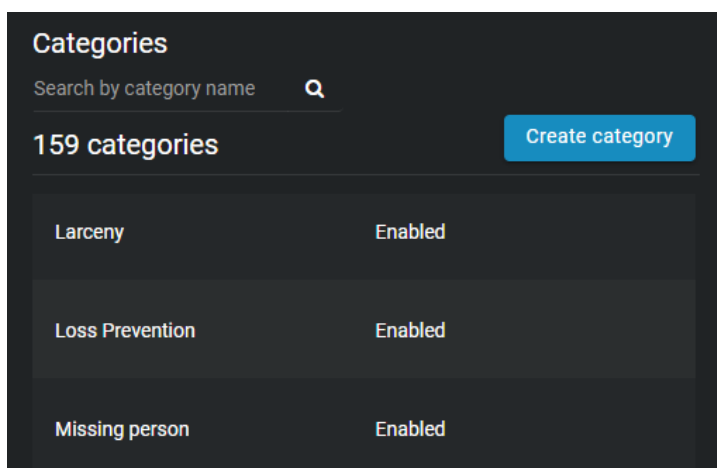 Categories
Search by category name
159 categories
Create category
Larceny Enabled
Loss Prevention Enabled
Missing person Enabled